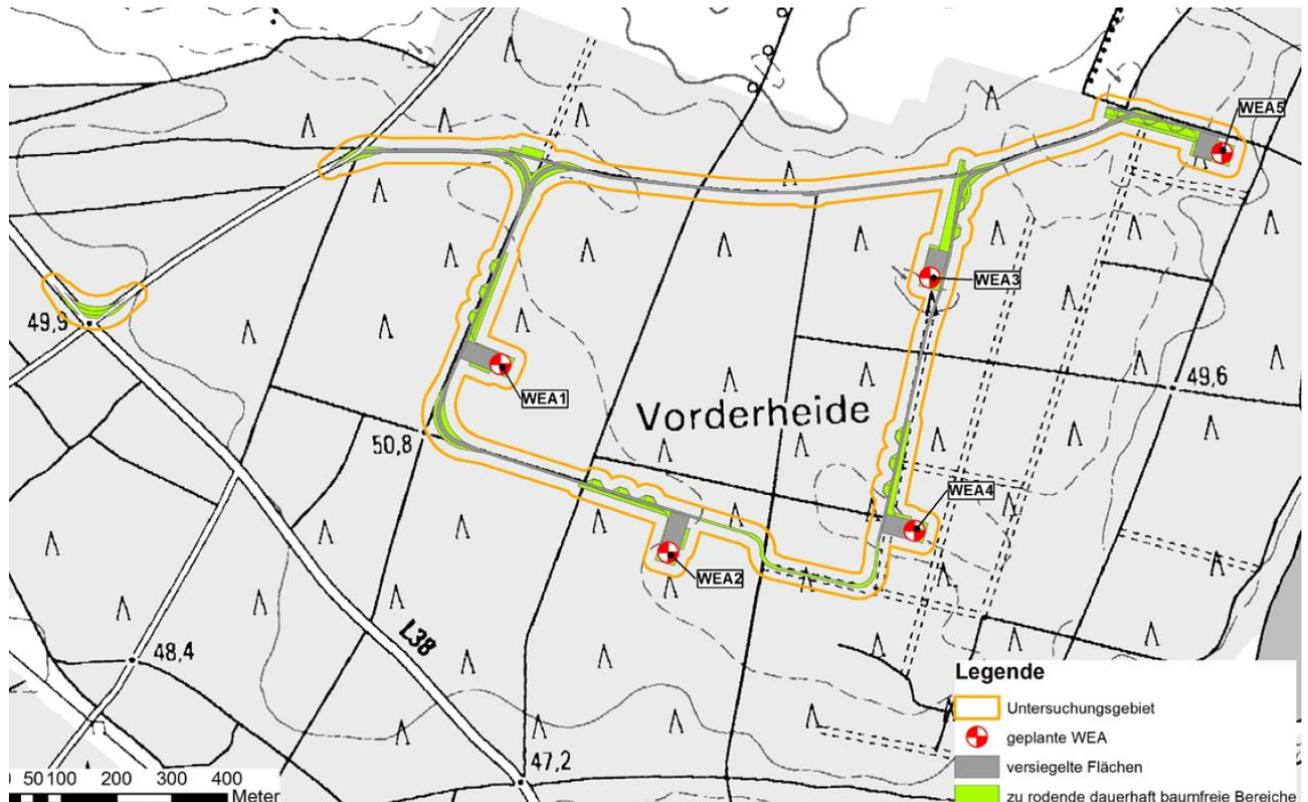 WEA5
WEA3
49,9
49,6
WEA1
Vorderheide
50,8
WEA4
WEA2
L38
48,4
47,2
Legende
Untersuchungsgebiet
geplante WEA
versiegelte Flächen
zu rodende dauerhaft baumfreie Bereiche
0 50 100 200 300 400
Meter